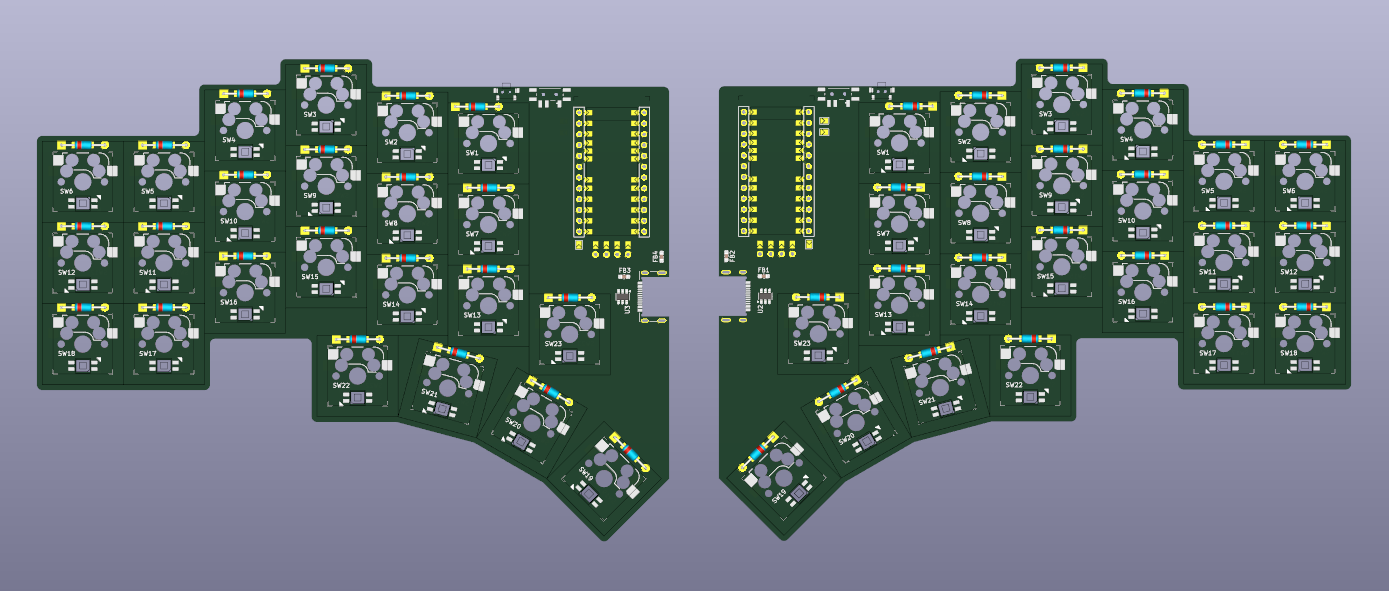 SW3
SW4
SW2
SW1
SW6
SW5
SW9
SW10
SW8
SW7
SW12
SW11
SW15
SW16
SW14
SW13
SW18
SW17
SW23
SW22
SW21
SW20
SW19
FB4
FB3
U3
SW3
SW4
SW2
SW1
SW5
SW6
SW9
SW10
SW8
SW7
SW11
SW12
SW15
SW16
SW14
SW13
SW17
SW18
SW23
SW22
SW21
SW20
SW19
FB2
FB1
U2